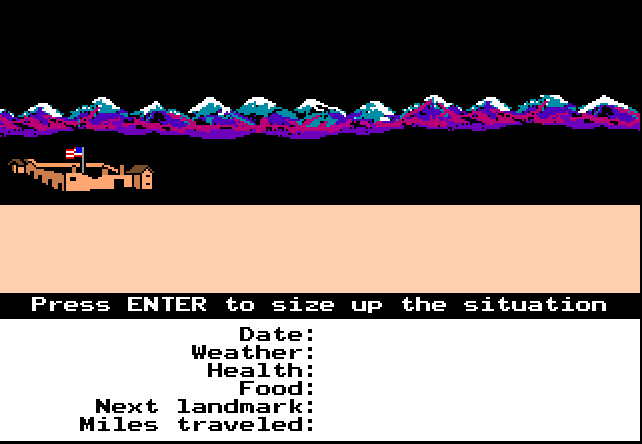 Press ENTER to size up the situation
Date:
Weather:
Health:
Food:
Next landmark:
Miles traveled: